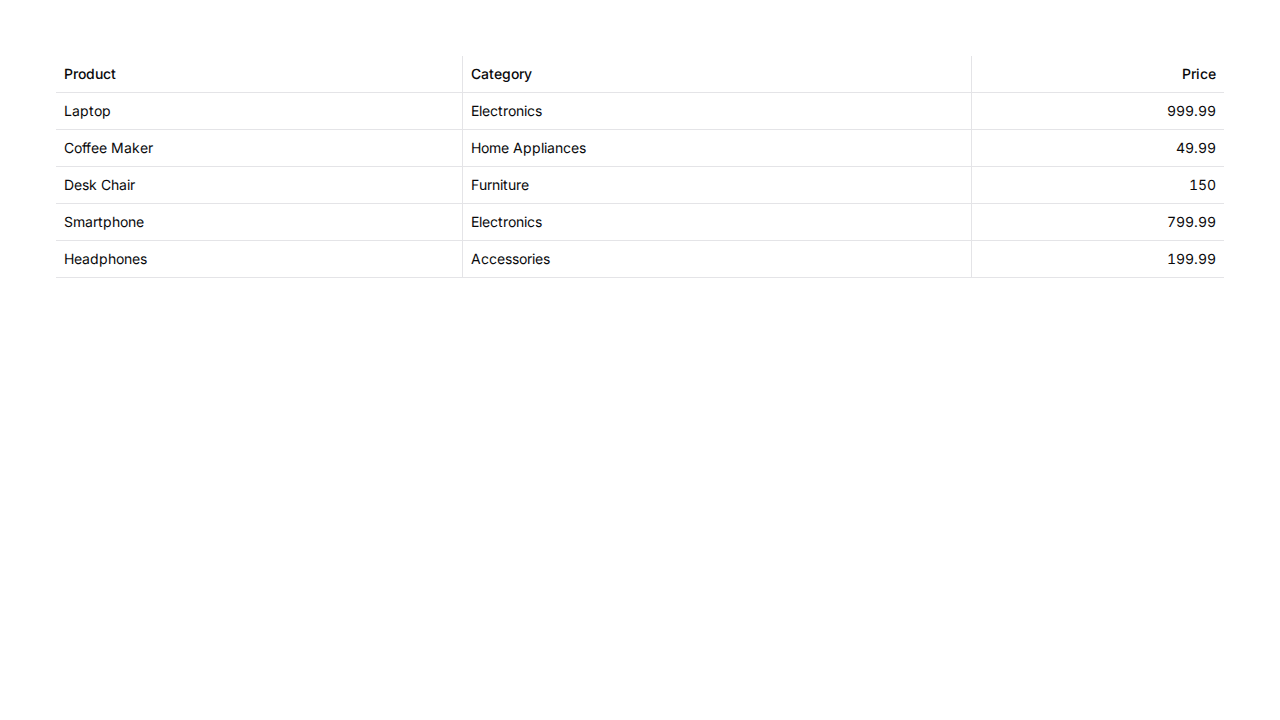 Product Category Price
Laptop Electronics 999.99
Coffee Maker Home Appliances 49.99
Desk Chair Furniture 150
Smartphone Electronics 799.99
Headphones Accessories 199.99